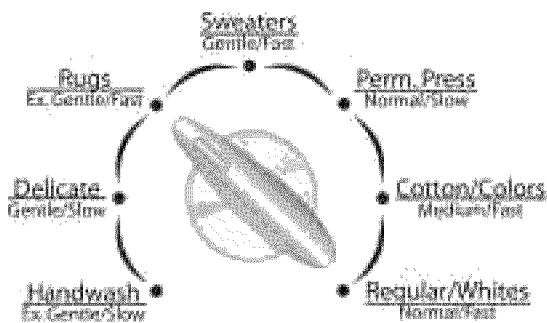 Sweaters
Gentle/Fast
Rugs
Ex.Gentle/Fast
Perm. Press
Normal/Slow
Delicate
Gentle/Slow
Cotton/Colors
Medium/Fast
Handwash
Ex.Gentle/Slow
Regular/Whites
Normal/Fast